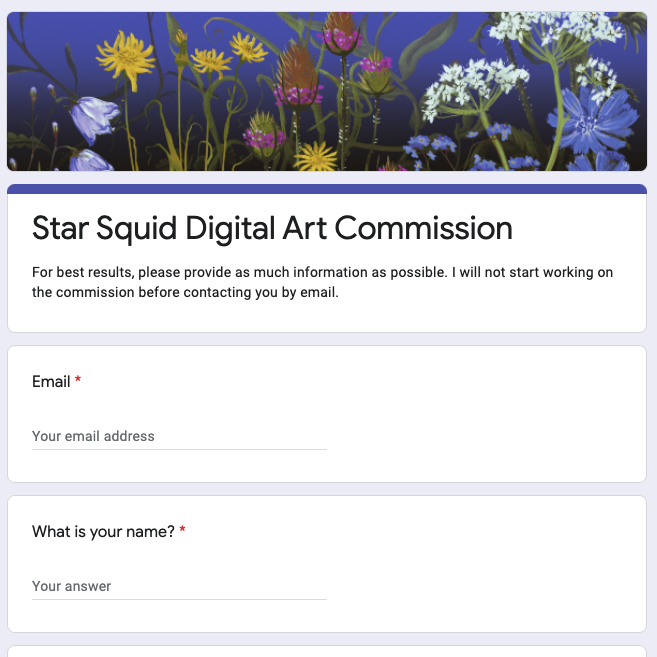 Star Squid Digital Art Commission
For best results, please provide as much information as possible. I will not start working on
the commission before contacting you by email.
Email *
Your email address
What is your name? *
Your answer